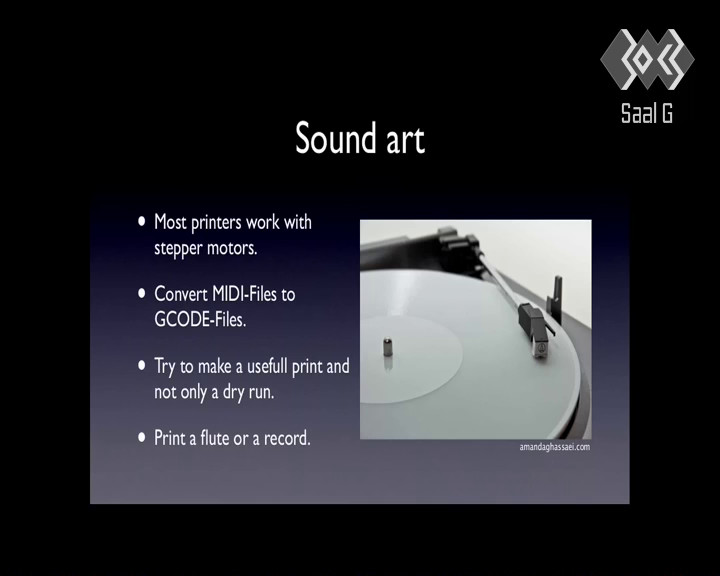 Saal G
Sound art
• Most printers work with
stepper motors.
• Convert MIDI-Files to
GCODE-Files.
• Try to make a usefull print and
not only a dry run.
• Print a flute or a record.
amandaghassaei.com